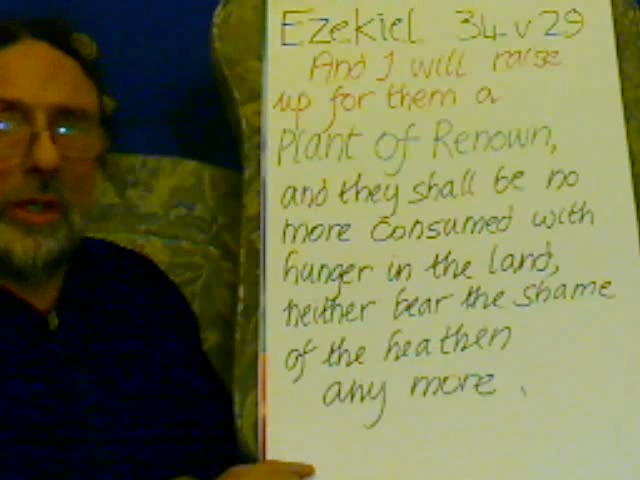 Ezekiel 34 v 29
And I will raise
up for them a
Plant of Renown,
and they shall be no
more consumed with
hunger in the land,
neither bear the shame
of the heathen
any more.